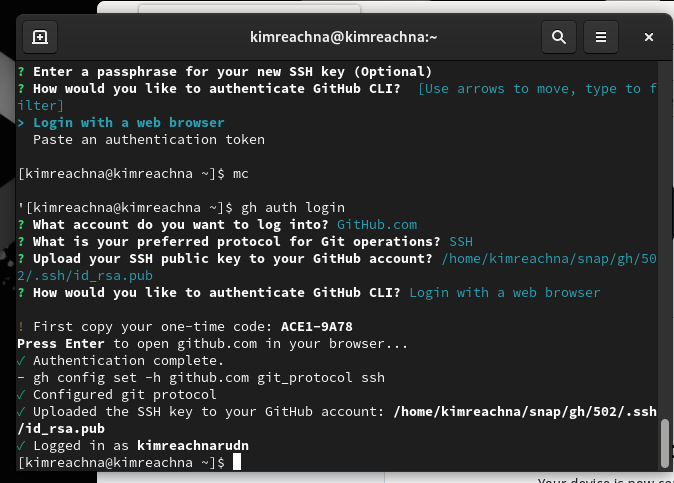 kimreachna@kimreachna:~
? Enter a passphrase for your new SSH key (Optional)
? How would you like to authenticate GitHub CLI?  [Use arrows to move, type to f
ilter]
> Login with a web browser
  Paste an authentication token
[kimreachna@kimreachna ~]$ mc
'[kimreachna@kimreachna ~]$ gh auth login
? What account do you want to log into? GitHub.com
? What is your preferred protocol for Git operations? SSH
? Upload your SSH public key to your GitHub account? /home/kimreachna/snap/gh/50
2/.ssh/id_rsa.pub
? How would you like to authenticate GitHub CLI? Login with a web browser
! First copy your one-time code: ACE1-9A78
Press Enter to open github.com in your browser...
✓ Authentication complete.
- gh config set -h github.com git_protocol ssh
✓ Configured git protocol
✓ Uploaded the SSH key to your GitHub account: /home/kimreachna/snap/gh/502/.ssh
/id_rsa.pub
✓ Logged in as kimreachnarudn
[kimreachna@kimreachna ~]$
Your device is now